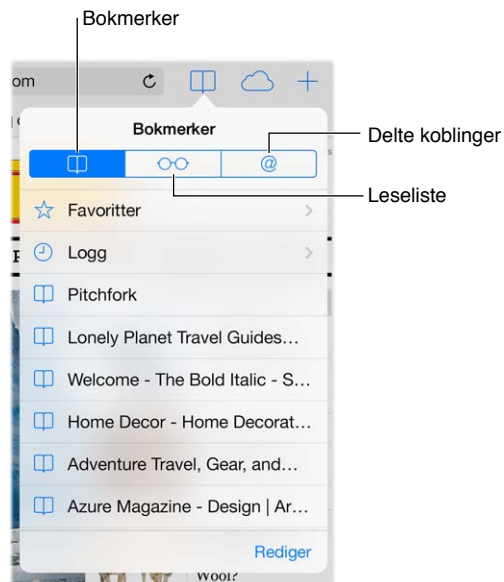 Bokmerker
om
Bokmerker
Delte koblinger
@
Leseliste
Favoritter
Logg
Pitchfork
Lonely Planet Travel Guides…
Welcome - The Bold Italic - S…
Home Decor - Home Decorat…
Adventure Travel, Gear, and…
Azure Magazine - Design | Ar…
Rediger
Wool?